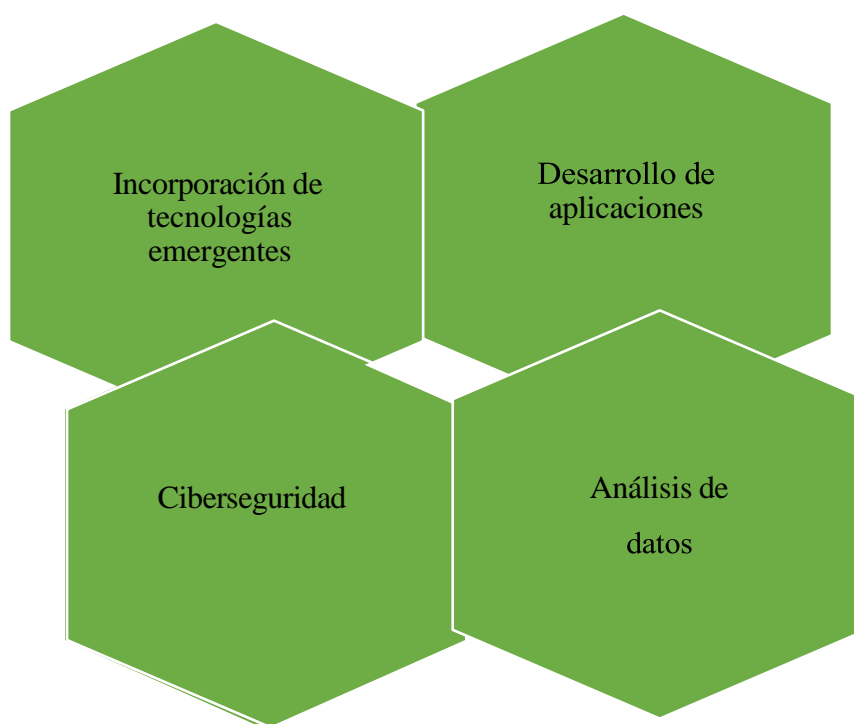 Incorporación de
tecnologías
emergentes
Desarrollo de
aplicaciones
Ciberseguridad
Análisis de
datos